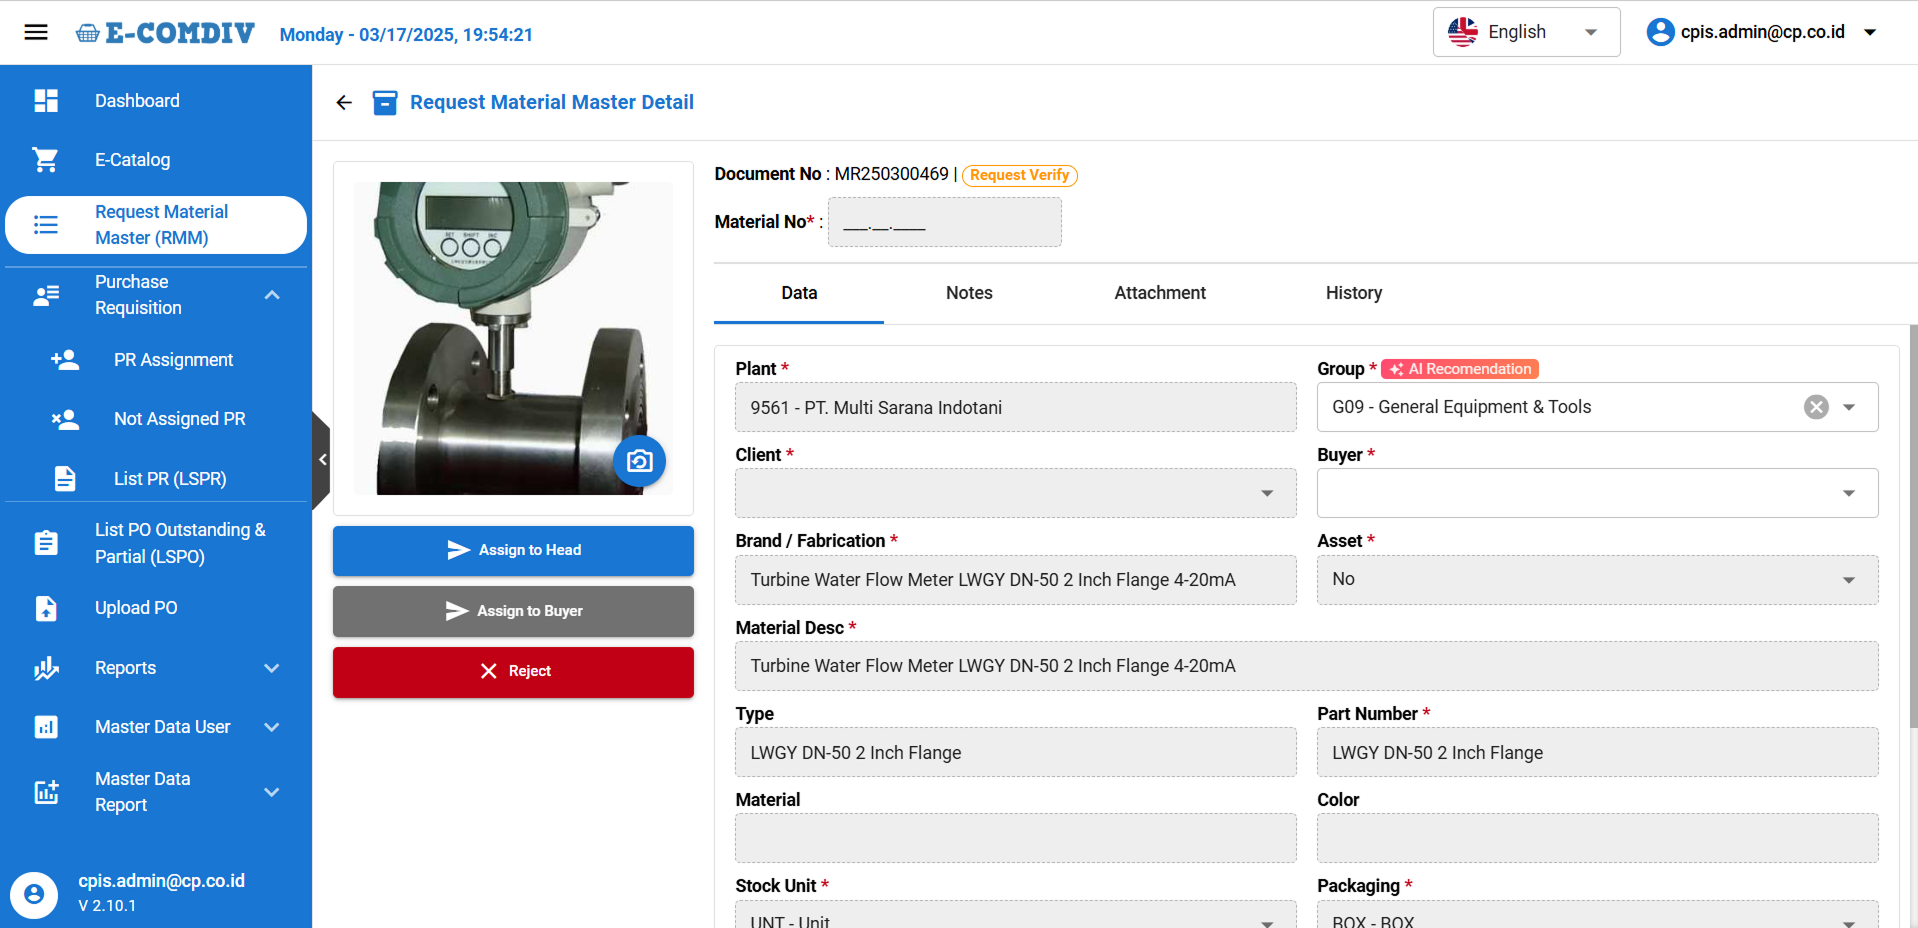 E-COMDIV
Monday - 03/17/2025, 19:54:21
English
cpis.admin@cp.co.id
Dashboard
E-Catalog
Request Material
Master (RMM)
Purchase
Requisition
PR Assignment
Not Assigned PR
List PR (LSPR)
List PO Outstanding &
Partial (LSPO)
Upload PO
Reports
Master Data User
Master Data
Report
cpis.admin@cp.co.id
V 2.10.1
Request Material Master Detail
SET SHIFT INC
Assign to Head
Assign to Buyer
Reject
Document No : MR250300469 | Request Verify
Material No* : ___.__.____
Data
Notes
Attachment
History
Plant *
9561 - PT. Multi Sarana Indotani
Group * AI Recomendation
G09 - General Equipment & Tools
Client *
Buyer *
Brand / Fabrication *
Turbine Water Flow Meter LWGY DN-50 2 Inch Flange 4-20mA
Asset *
No
Material Desc *
Turbine Water Flow Meter LWGY DN-50 2 Inch Flange 4-20mA
Type
LWGY DN-50 2 Inch Flange
Part Number *
LWGY DN-50 2 Inch Flange
Material
Color
Stock Unit *
UNT - Unit
Packaging *
BOX - BOX